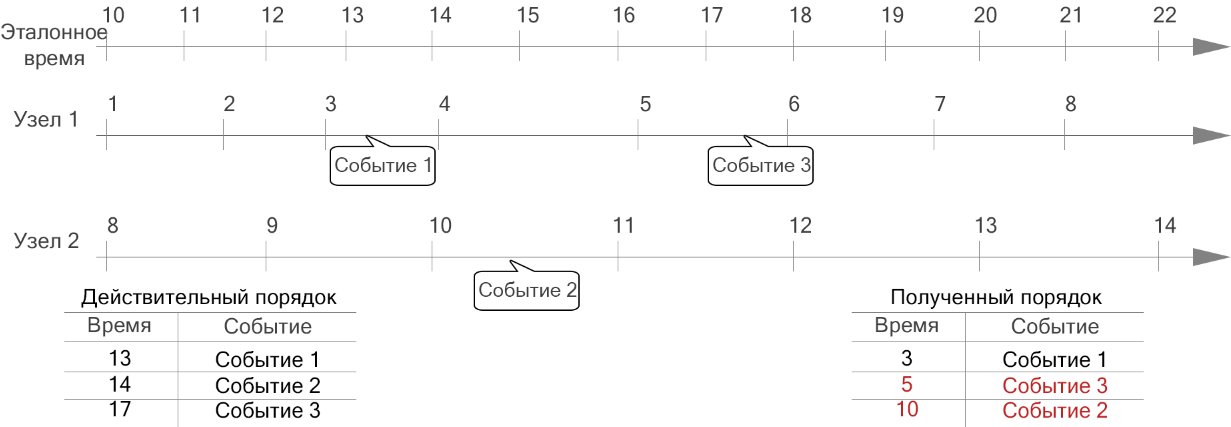 10 11 12 13 14 15 16 17 18 19 20 21 22
Эталонное
время
1 2 3 4 5 6 7 8
Узел 1
Событие 1 Событие 3
8 9 10 11 12 13 14
Узел 2
Событие 2
Действительный порядок
Время Событие
13 Событие 1
14 Событие 2
17 Событие 3
Полученный порядок
Время Событие
3 Событие 1
5 Событие 3
10 Событие 2